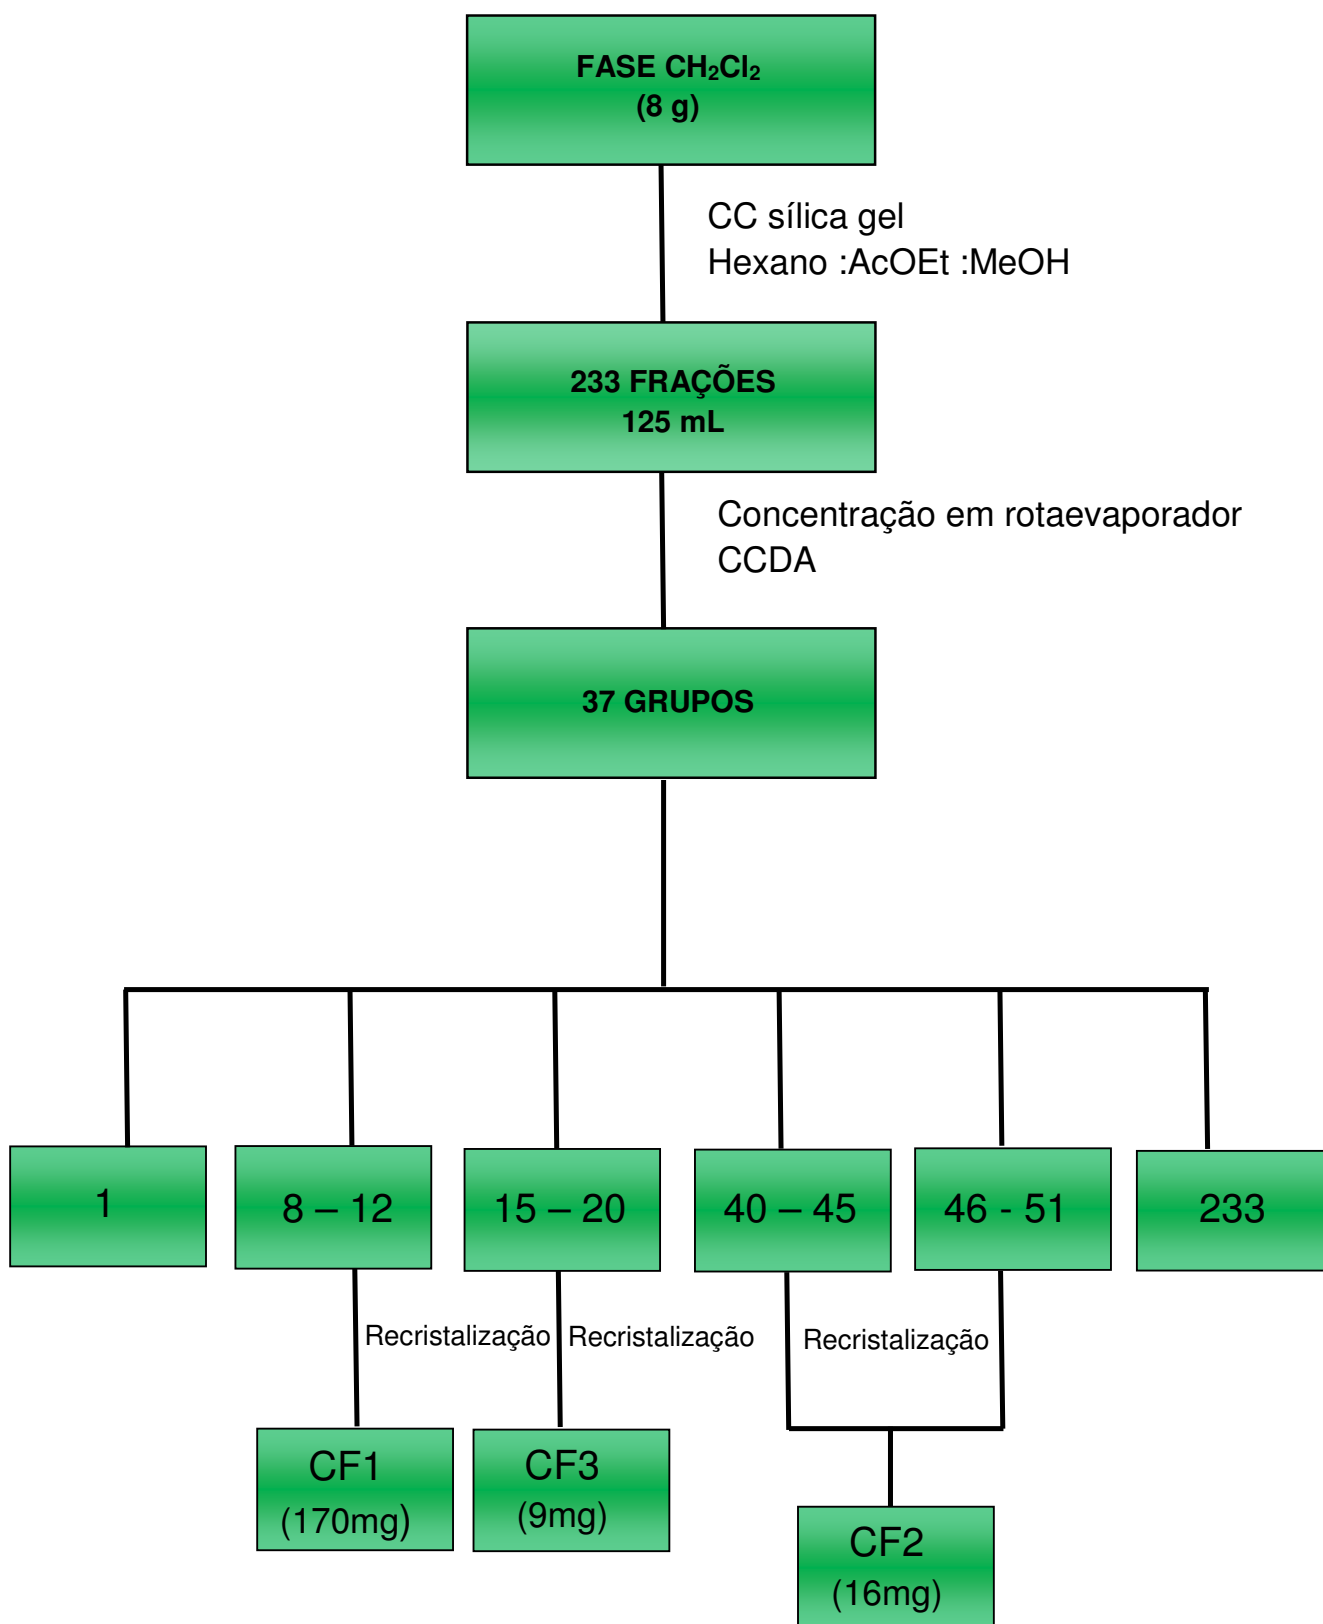 FASE CH₂Cl₂
(8 g)
CC sílica gel
Hexano :AcOEt :MeOH
233 FRAÇÕES
125 mL
Concentração em rotaevaporador
CCDA
37 GRUPOS
1
8 – 12
15 – 20
40 – 45
46 - 51
233
Recristalização
Recristalização
Recristalização
CF1
(170mg)
CF3
(9mg)
CF2
(16mg)